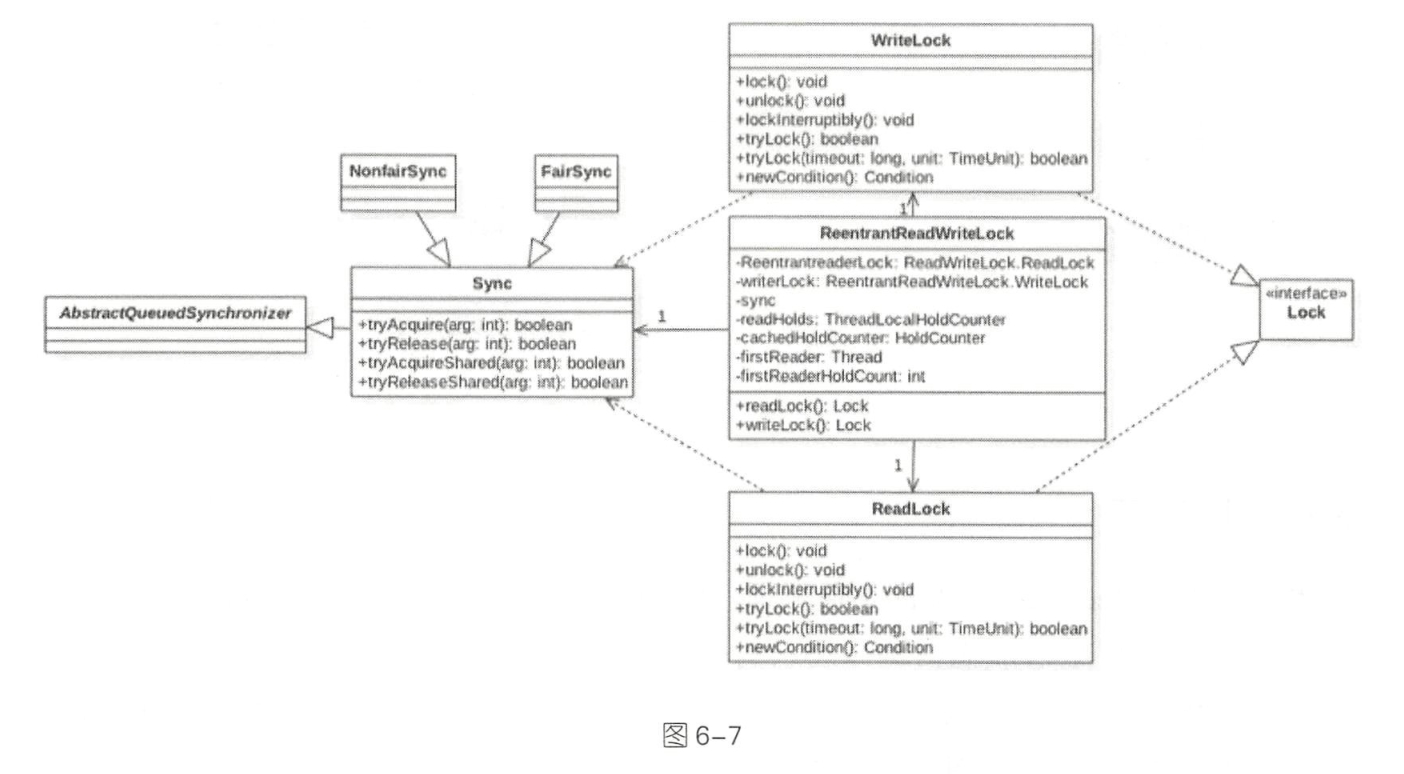 WriteLock
+lock(): void
+unlock(): void
+lockInterruptibly(): void
+tryLock(): boolean
+tryLock(timeout: long, unit: TimeUnit): boolean
+newCondition(): Condition
NonfairSync
FairSync
1
ReentrantReadWriteLock
-ReentrantreaderLock: ReadWriteLock.ReadLock
-writerLock: ReentrantReadWriteLock.WriteLock
-sync
-readHolds: ThreadLocalHoldCounter
-cachedHoldCounter: HoldCounter
-firstReader: Thread
-firstReaderHoldCount: int
+readLock(): Lock
+writeLock(): Lock
Sync
+tryAcquire(arg: int): boolean
+tryRelease(arg: int): boolean
+tryAcquireShared(arg: int): boolean
+tryReleaseShared(arg: int): boolean
1
AbstractQueuedSynchronizer
«interface»
Lock
1
ReadLock
+lock(): void
+unlock(): void
+lockInterruptibly(): void
+tryLock(): boolean
+tryLock(timeout: long, unit: TimeUnit): boolean
+newCondition(): Condition
图 6-7